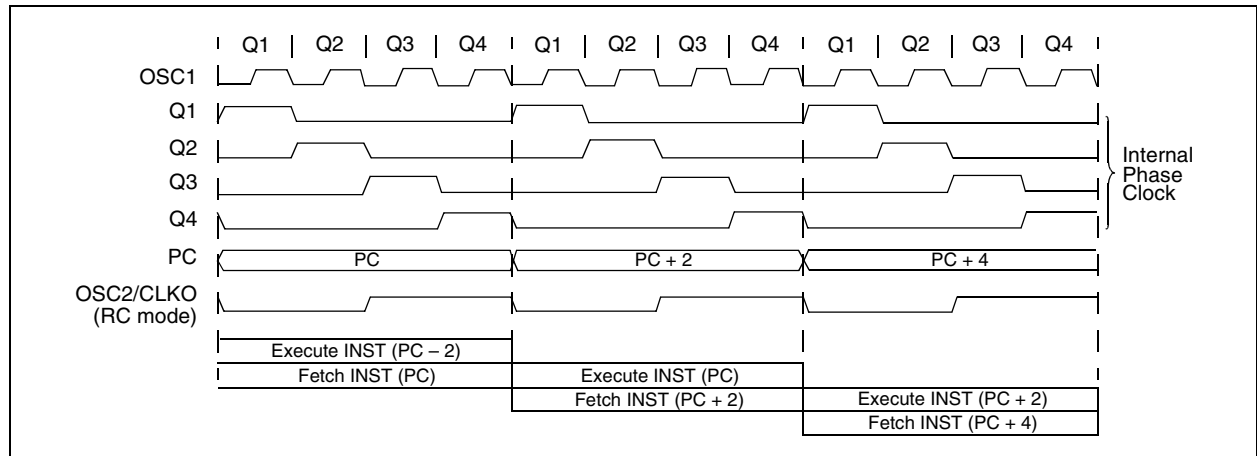 Q1 Q2 Q3 Q4 Q1 Q2 Q3 Q4 Q1 Q2 Q3 Q4
OSC1
Q1
Q2
Q3
Q4
Internal
Phase
Clock
PC PC PC + 2 PC + 4
OSC2/CLKO
(RC mode)
Execute INST (PC – 2)
Fetch INST (PC) Execute INST (PC)
Fetch INST (PC + 2) Execute INST (PC + 2)
Fetch INST (PC + 4)